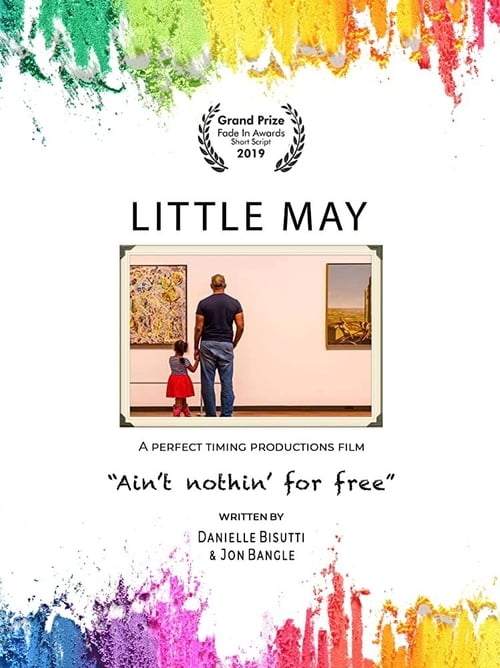 Grand Prize
Fade In Awards
Short Script
2019
LITTLE MAY
A PERFECT TIMING PRODUCTIONS FILM
“Ain't nothin' for free”
WRITTEN BY
DANIELLE BISUTTI
& JON BANGLE